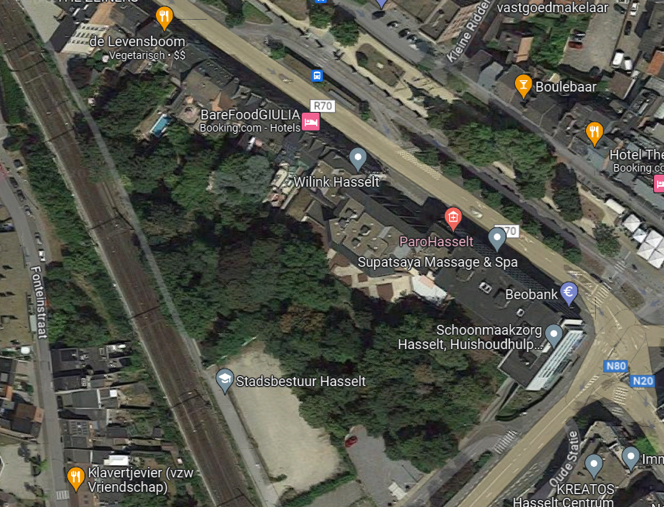 vastgoedmakelaar
Kleine Ridder
de Levensboom
Vegetarisch • $$
Boulebaar
R70
BareFoodGIULIA
Booking.com - Hotels
Hotel The
Booking.co
Wilink Hasselt
ParoHasselt
70
Supatsaya Massage & Spa
Beobank
€
Fonteinstraat
Schoonmaakzorg
Hasselt, Huishoudhulp...
N80
N20
Stadsbestuur Hasselt
Oude Statie
Imm
Klavertjevier (vzw
Vriendschap)
KREATOS
Hasselt Centrum